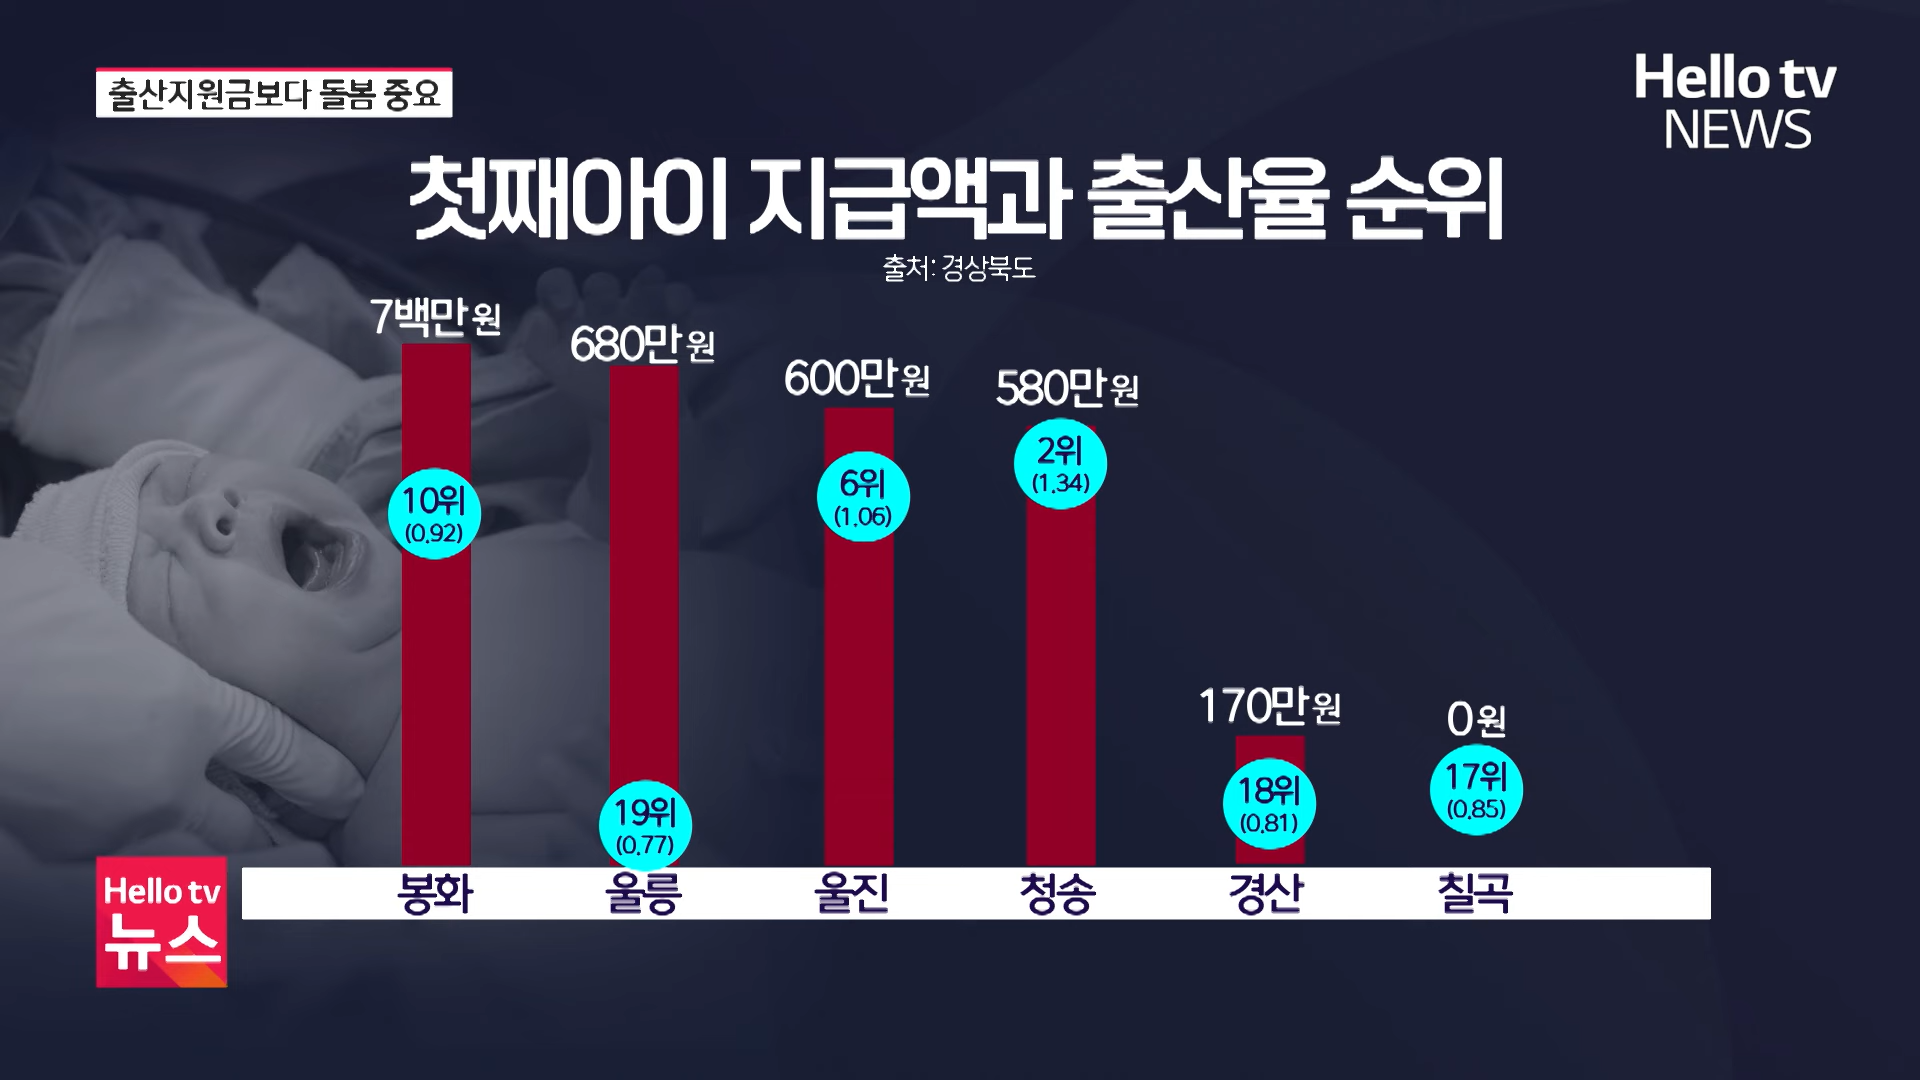 출산지원금보다 돌봄 중요
Hello tv
NEWS
첫째아이 지급액과 출산율 순위
출처: 경상북도
7백만원
680만원
600만원
580만원
170만원
0원
10위
(0.92)
19위
(0.77)
6위
(1.06)
2위
(1.34)
18위
(0.81)
17위
(0.85)
봉화
울릉
울진
청송
경산
칠곡
Hello tv
뉴스